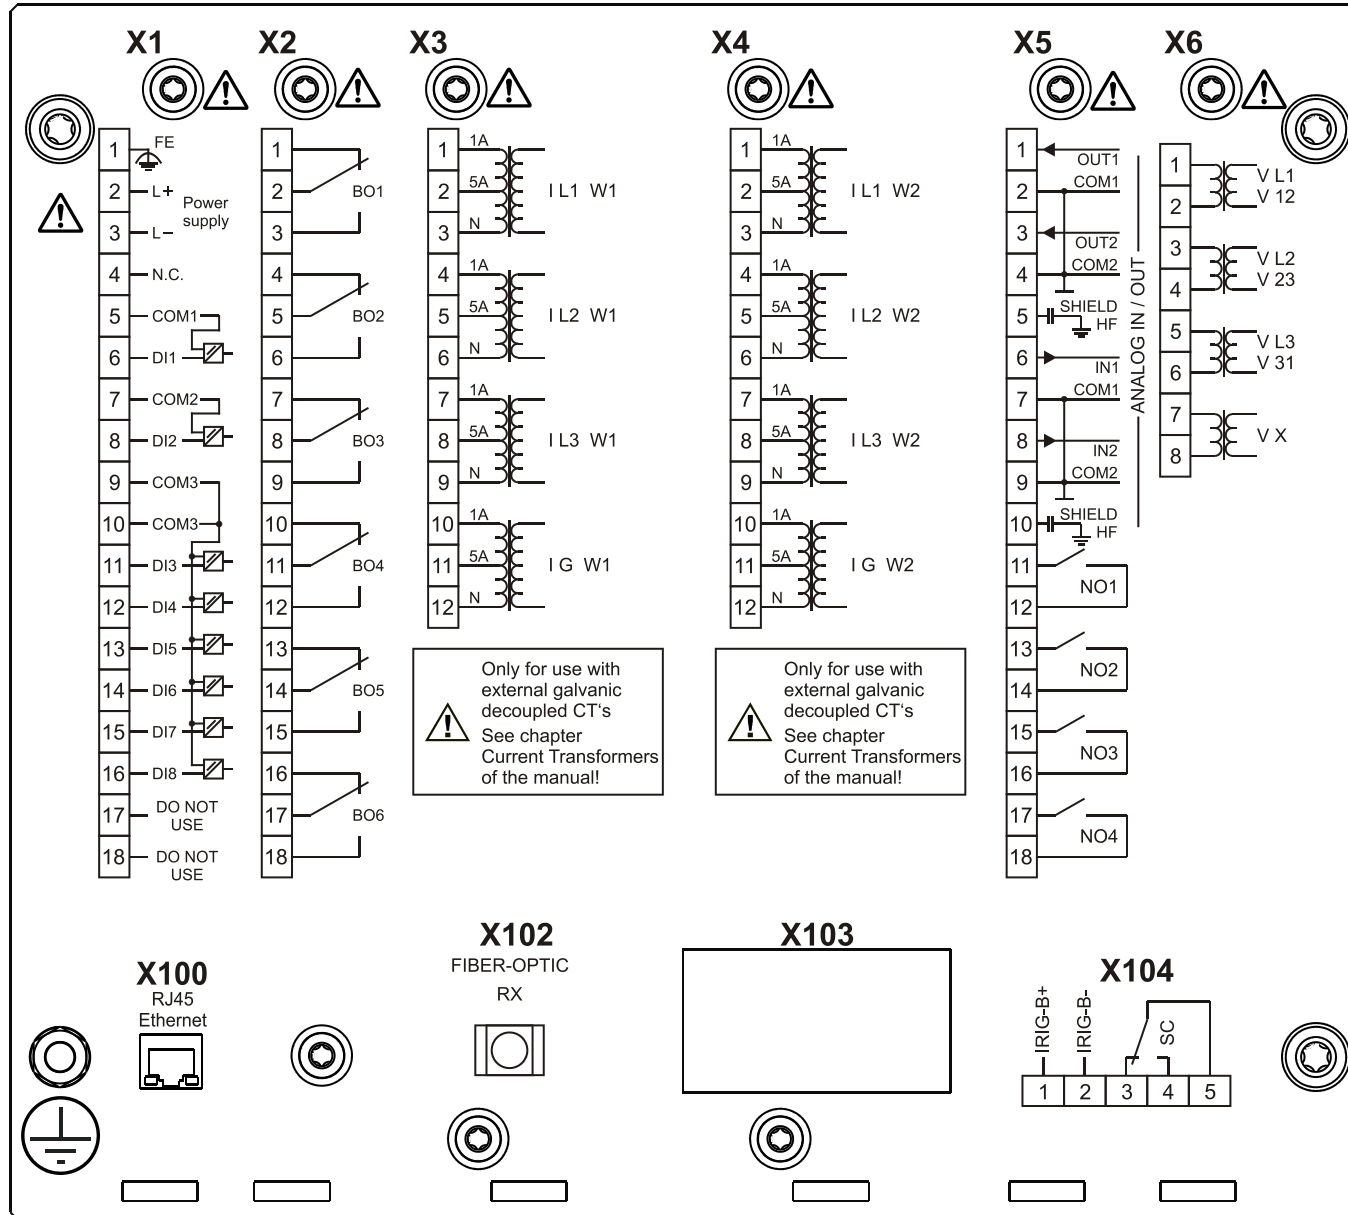 X1
X2
X3
X4
X5
X6
1 FE
2 L+
Power
supply
3 L−
4 N.C.
5 COM1
6 DI1
7 COM2
8 DI2
9 COM3
10 COM3
11 DI3
12 DI4
13 DI5
14 DI6
15 DI7
16 DI8
17 DO NOT
USE
18 DO NOT
USE
1
2 BO1
3
4
5 BO2
6
7
8 BO3
9
10
11 BO4
12
13
14 BO5
15
16
17 BO6
18
1 1A
2 5A I L1 W1
3 N
4 1A
5 5A I L2 W1
6 N
7 1A
8 5A I L3 W1
9 N
10 1A
11 5A I G W1
12 N
Only for use with
external galvanic
decoupled CT‘s
See chapter
Current Transformers
of the manual!
1 1A
2 5A I L1 W2
3 N
4 1A
5 5A I L2 W2
6 N
7 1A
8 5A I L3 W2
9 N
10 1A
11 5A I G W2
12 N
Only for use with
external galvanic
decoupled CT‘s
See chapter
Current Transformers
of the manual!
1 OUT1
2 COM1
3 OUT2
4 COM2
5 SHIELD
HF
6 IN1
7 COM1
8 IN2
9 COM2
10 SHIELD
HF
ANALOG IN / OUT
11
NO1
12
13
NO2
14
15
NO3
16
17
NO4
18
1 V L1
2 V 12
3 V L2
4 V 23
5 V L3
6 V 31
7
V X
8
X100
RJ45
Ethernet
X102
FIBER-OPTIC
RX
X103
X104
IRIG-B+
IRIG-B-
SC
1 2 3 4 5